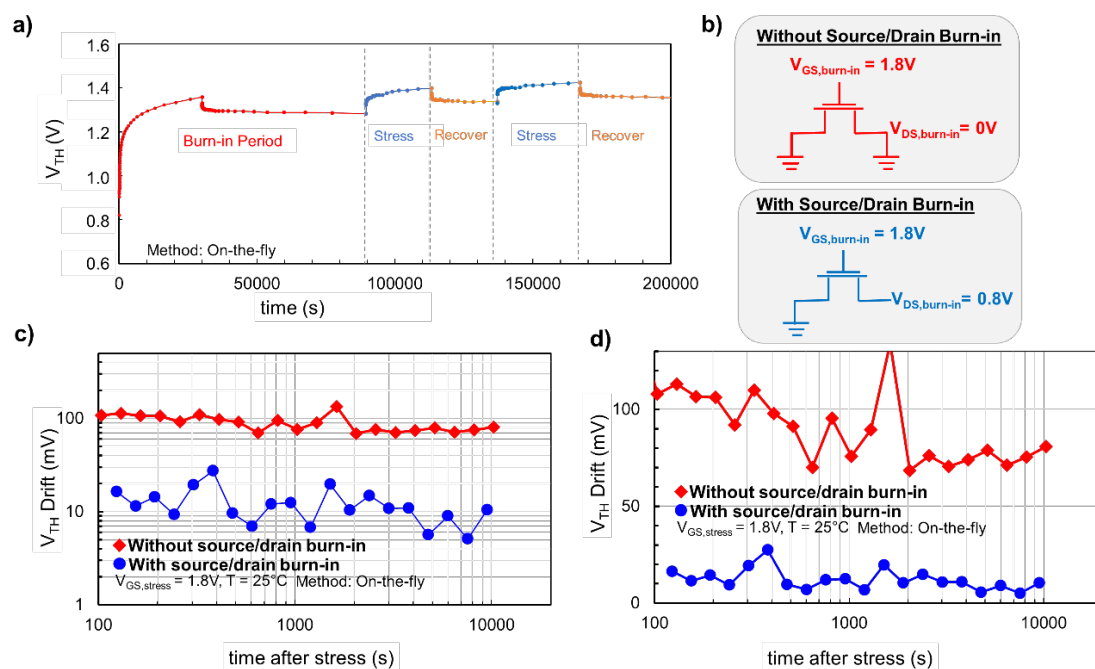 a)
V_TH (V)
1.6
1.4
1.2
1.0
0.8
0.6
Burn-in Period
Stress
Recover
Stress
Recover
Method: On-the-fly
0
50000
100000
150000
200000
time (s)
b)
Without Source/Drain Burn-in
V_GS,burn-in = 1.8V
V_DS,burn-in = 0V
With Source/Drain Burn-in
V_GS,burn-in = 1.8V
V_DS,burn-in = 0.8V
c)
V_TH Drift (mV)
100
10
1
Without source/drain burn-in
With source/drain burn-in
V_GS,stress = 1.8V, T = 25°C Method: On-the-fly
100
1000
10000
time after stress (s)
d)
V_TH Drift (mV)
100
50
0
Without source/drain burn-in
With source/drain burn-in
V_GS,stress = 1.8V, T = 25°C Method: On-the-fly
100
1000
10000
time after stress (s)